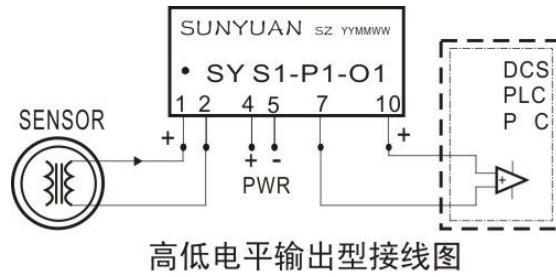 SUNYUAN SZ YYMMWW
• SY S1-P1-O1
1 2 4 5 7 10
SENSOR
+ + - +
PWR
DCS
PLC
P C
+
高低电平输出型接线图